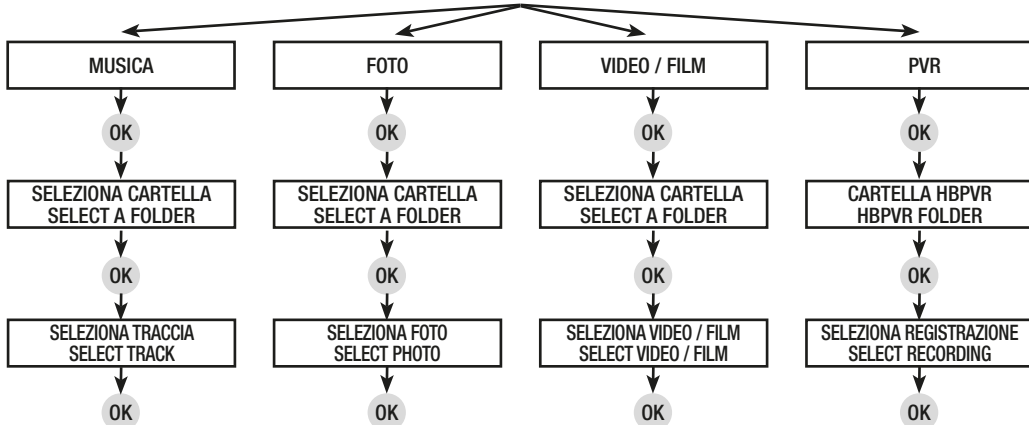 MUSICA
FOTO
VIDEO / FILM
PVR
OK
OK
OK
OK
SELEZIONA CARTELLA
SELECT A FOLDER
SELEZIONA CARTELLA
SELECT A FOLDER
SELEZIONA CARTELLA
SELECT A FOLDER
CARTELLA HBPVR
HBPVR FOLDER
OK
OK
OK
OK
SELEZIONA TRACCIA
SELECT TRACK
SELEZIONA FOTO
SELECT PHOTO
SELEZIONA VIDEO / FILM
SELECT VIDEO / FILM
SELEZIONA REGISTRAZIONE
SELECT RECORDING
OK
OK
OK
OK